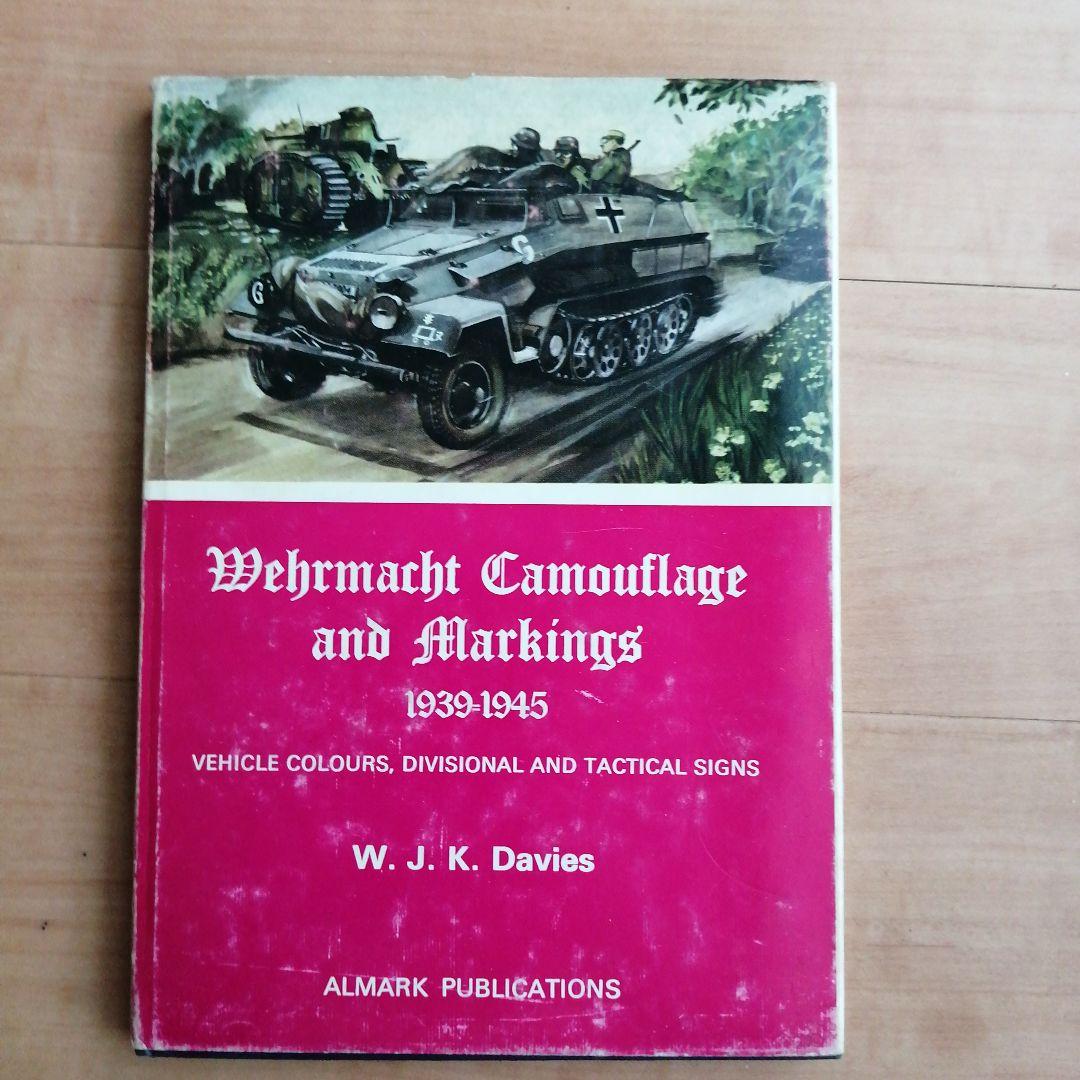 G
G
Wehrmacht Camouflage
and Markings
1939=1945
VEHICLE COLOURS, DIVISIONAL AND TACTICAL SIGNS
W. J. K. Davies
ALMARK PUBLICATIONS